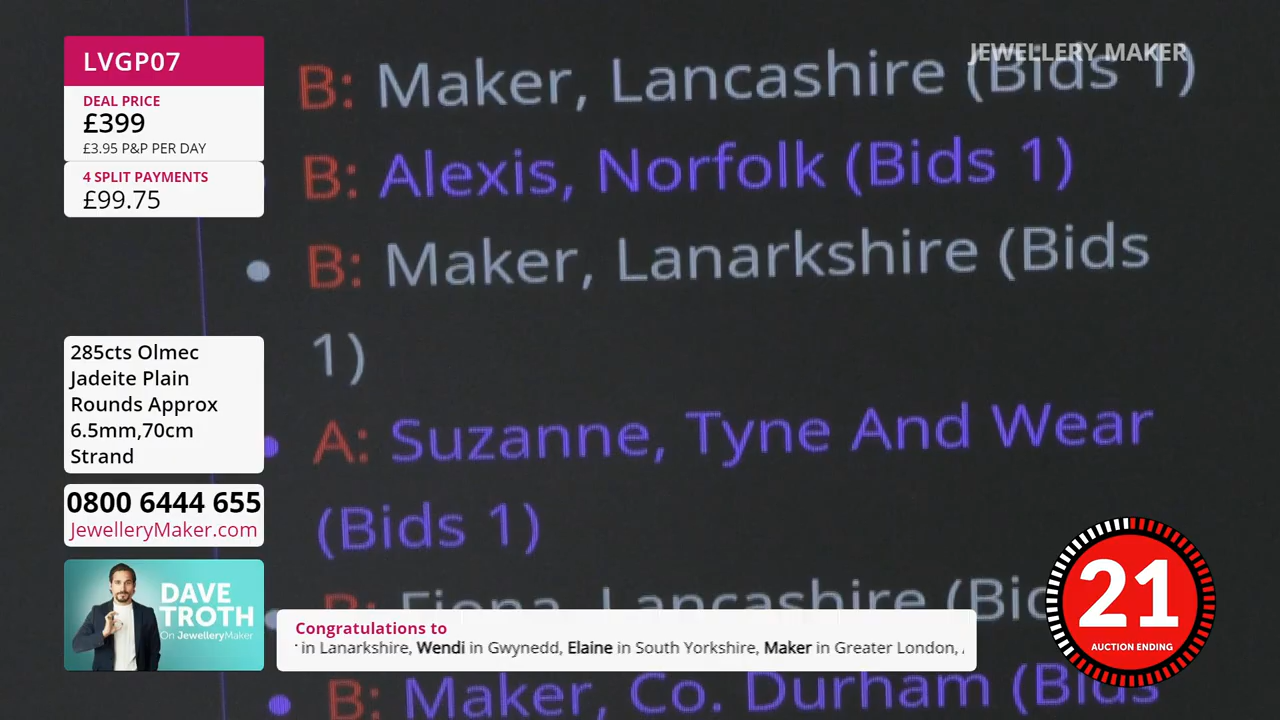 LVGP07
DEAL PRICE
£399
£3.95 P&P PER DAY
4 SPLIT PAYMENTS
£99.75
285cts Olmec
Jadeite Plain
Rounds Approx
6.5mm,70cm
Strand
0800 6444 655
JewelleryMaker.com
DAVE
TROTH
On JewelleryMaker
JEWELLERY MAKER
B: Maker, Lancashire (Bids 1)
B: Alexis, Norfolk (Bids 1)
B: Maker, Lanarkshire (Bids
1)
A: Suzanne, Tyne And Wear
(Bids 1)
B: Fiona, Lancashire
B: Maker, Co. Durham (Bids
Congratulations to
in Lanarkshire, Wendi in Gwynedd, Elaine in South Yorkshire, Maker in Greater London,
21
AUCTION ENDING